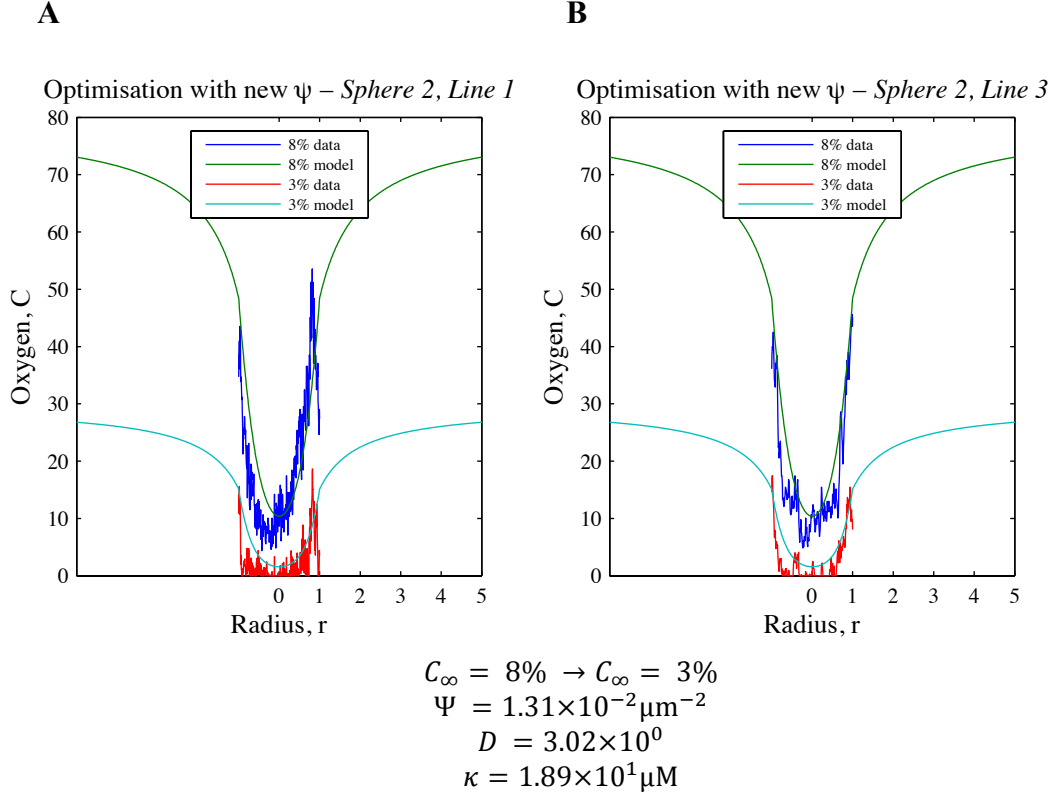 A
B
Optimisation with new ψ – Sphere 2, Line 1
Optimisation with new ψ – Sphere 2, Line 3
80
70
60
50
40
30
20
10
0
Oxygen, C
8% data
8% model
3% data
3% model
0 1 2 3 4 5
Radius, r
80
70
60
50
40
30
20
10
0
Oxygen, C
8% data
8% model
3% data
3% model
0 1 2 3 4 5
Radius, r
C∞ = 8% → C∞ = 3%
Ψ = 1.31×10⁻²μm⁻²
D = 3.02×10⁰
κ = 1.89×10¹μM